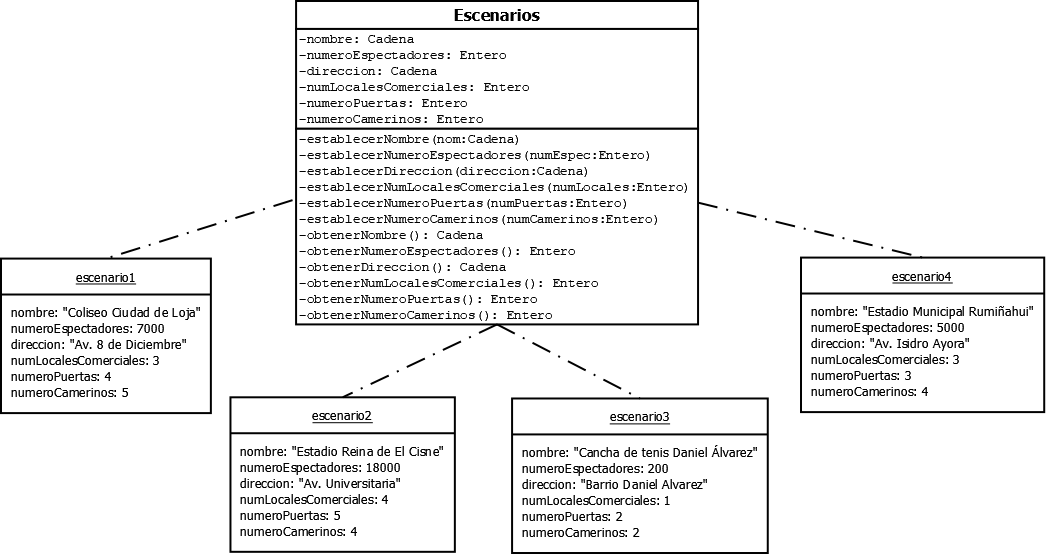 Escenarios
-nombre: Cadena
-numeroEspectadores: Entero
-direccion: Cadena
-numLocalesComerciales: Entero
-numeroPuertas: Entero
-numeroCamerinos: Entero
-establecerNombre(nom:Cadena)
-establecerNumeroEspectadores(numEspec:Entero)
-establecerDireccion(direccion:Cadena)
-establecerNumLocalesComerciales(numLocales:Entero)
-establecerNumeroPuertas(numPuertas:Entero)
-establecerNumeroCamerinos(numCamerinos:Entero)
-obtenerNombre(): Cadena
-obtenerNumeroEspectadores(): Entero
-obtenerDireccion(): Cadena
-obtenerNumLocalesComerciales(): Entero
-obtenerNumeroPuertas(): Entero
-obtenerNumeroCamerinos(): Entero
escenario1
nombre: "Coliseo Ciudad de Loja"
numeroEspectadores: 7000
direccion: "Av. 8 de Diciembre"
numLocalesComerciales: 3
numeroPuertas: 4
numeroCamerinos: 5
escenario2
nombre: "Estadio Reina de El Cisne"
numeroEspectadores: 18000
direccion: "Av. Universitaria"
numLocalesComerciales: 4
numeroPuertas: 5
numeroCamerinos: 4
escenario3
nombre: "Cancha de tenis Daniel Álvarez"
numeroEspectadores: 200
direccion: "Barrio Daniel Alvarez"
numLocalesComerciales: 1
numeroPuertas: 2
numeroCamerinos: 2
escenario4
nombre: "Estadio Municipal Rumiñahui"
numeroEspectadores: 5000
direccion: "Av. Isidro Ayora"
numLocalesComerciales: 3
numeroPuertas: 3
numeroCamerinos: 4